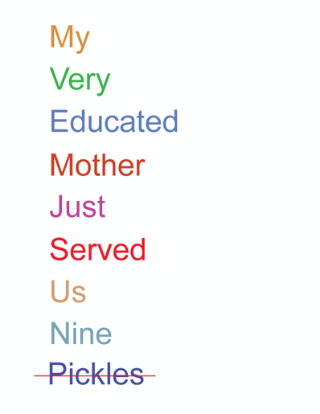 My
Very
Educated
Mother
Just
Served
Us
Nine
Pickles